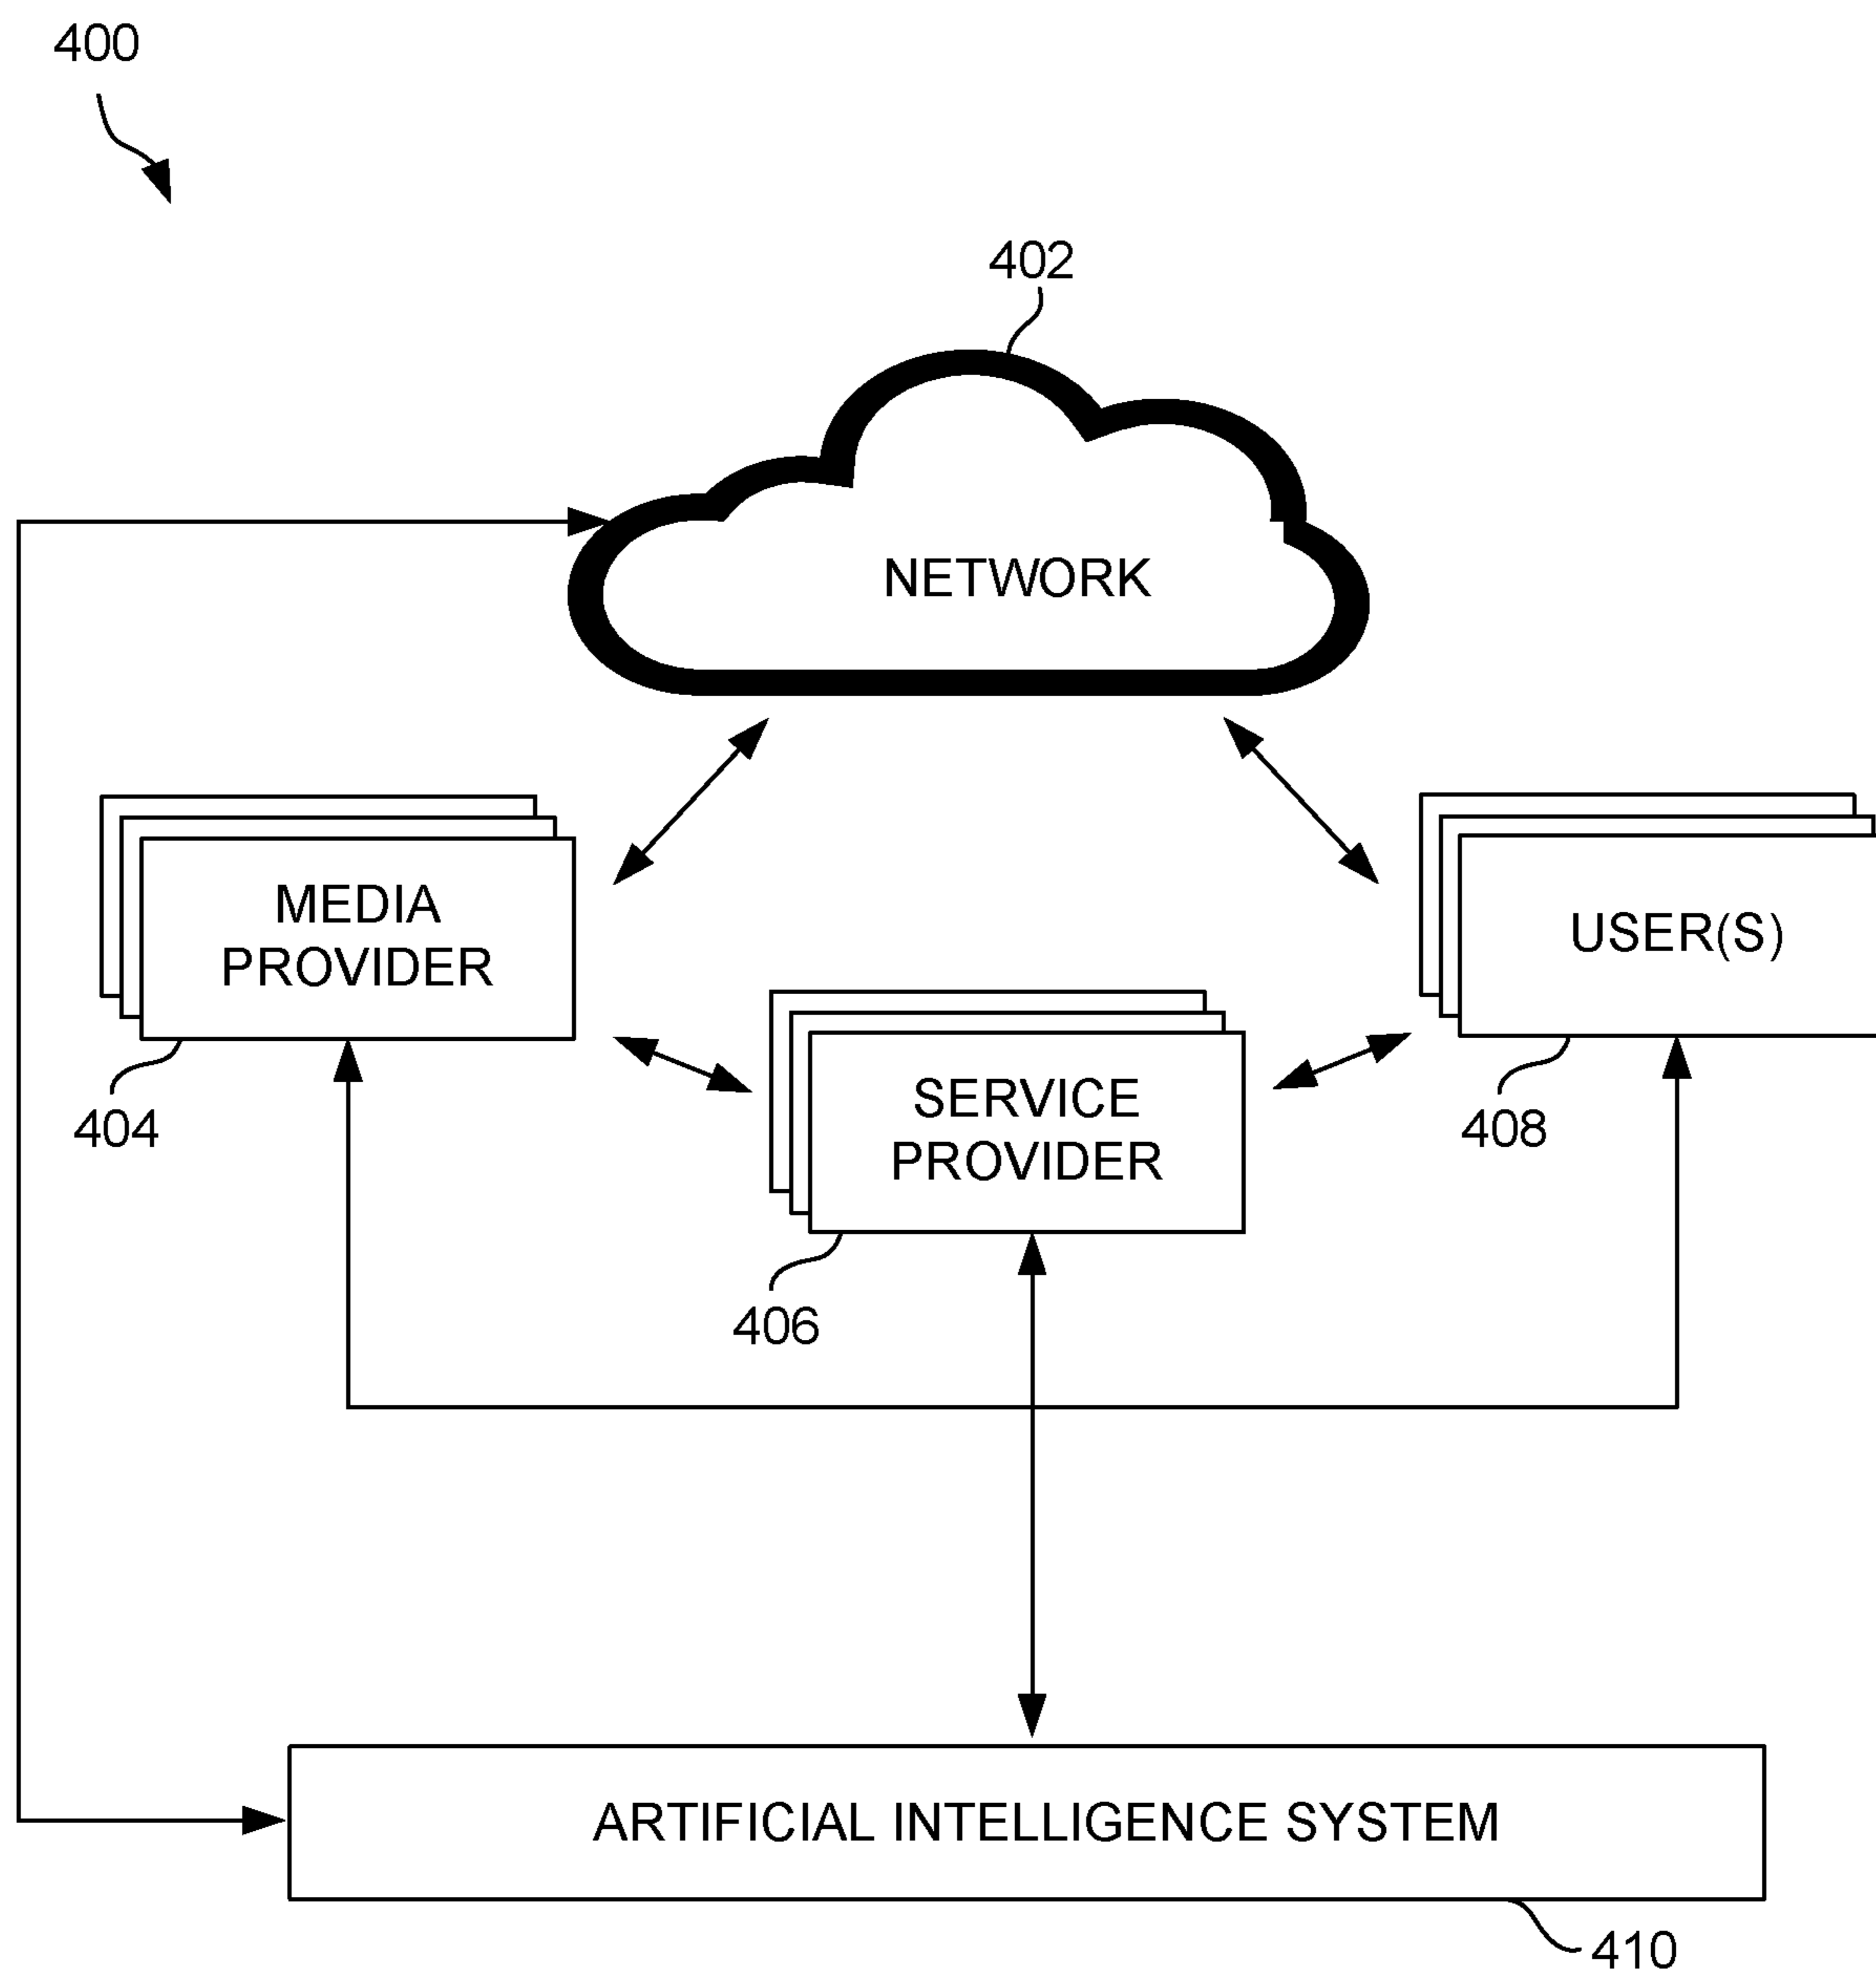 400
402
NETWORK
MEDIA
PROVIDER
USER(S)
404
SERVICE
PROVIDER
408
406
ARTIFICIAL INTELLIGENCE SYSTEM
410